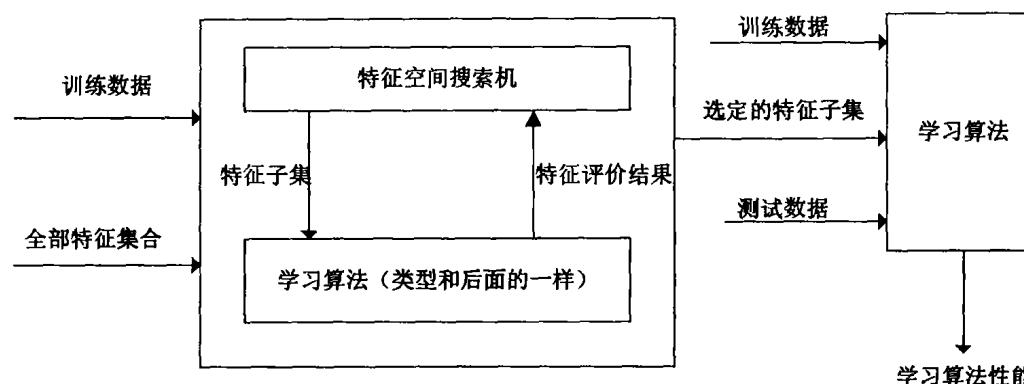 训练数据
全部特征集合
特征空间搜索机
特征子集
特征评价结果
学习算法（类型和后面的一样）
训练数据
选定的特征子集
测试数据
学习算法
学习算法性能